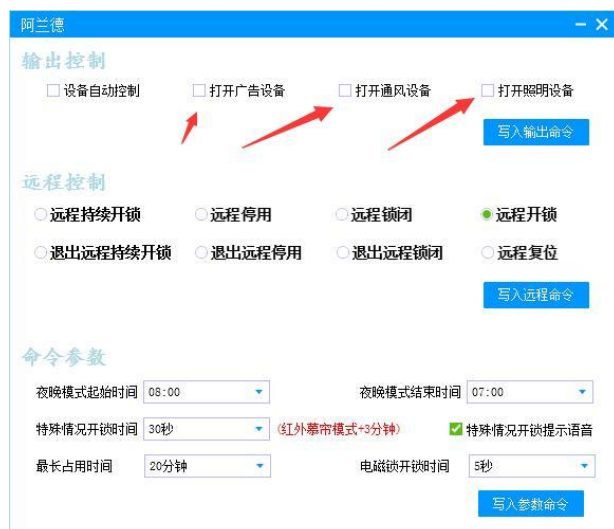 阿兰德
输出控制
设备自动控制 打开广告设备 打开通风设备 打开照明设备
写入输出命令
远程控制
远程持续开锁 远程停用 远程锁闭 远程开锁
退出远程持续开锁 退出远程停用 退出远程锁闭 远程复位
写入远程命令
命令参数
夜晚模式起始时间 08:00 夜晚模式结束时间 07:00
特殊情况开锁时间 30秒 (红外幕帘模式+3分钟) 特殊情况开锁提示语音
最长占用时间 20分钟 电磁锁开锁时间 5秒
写入参数命令